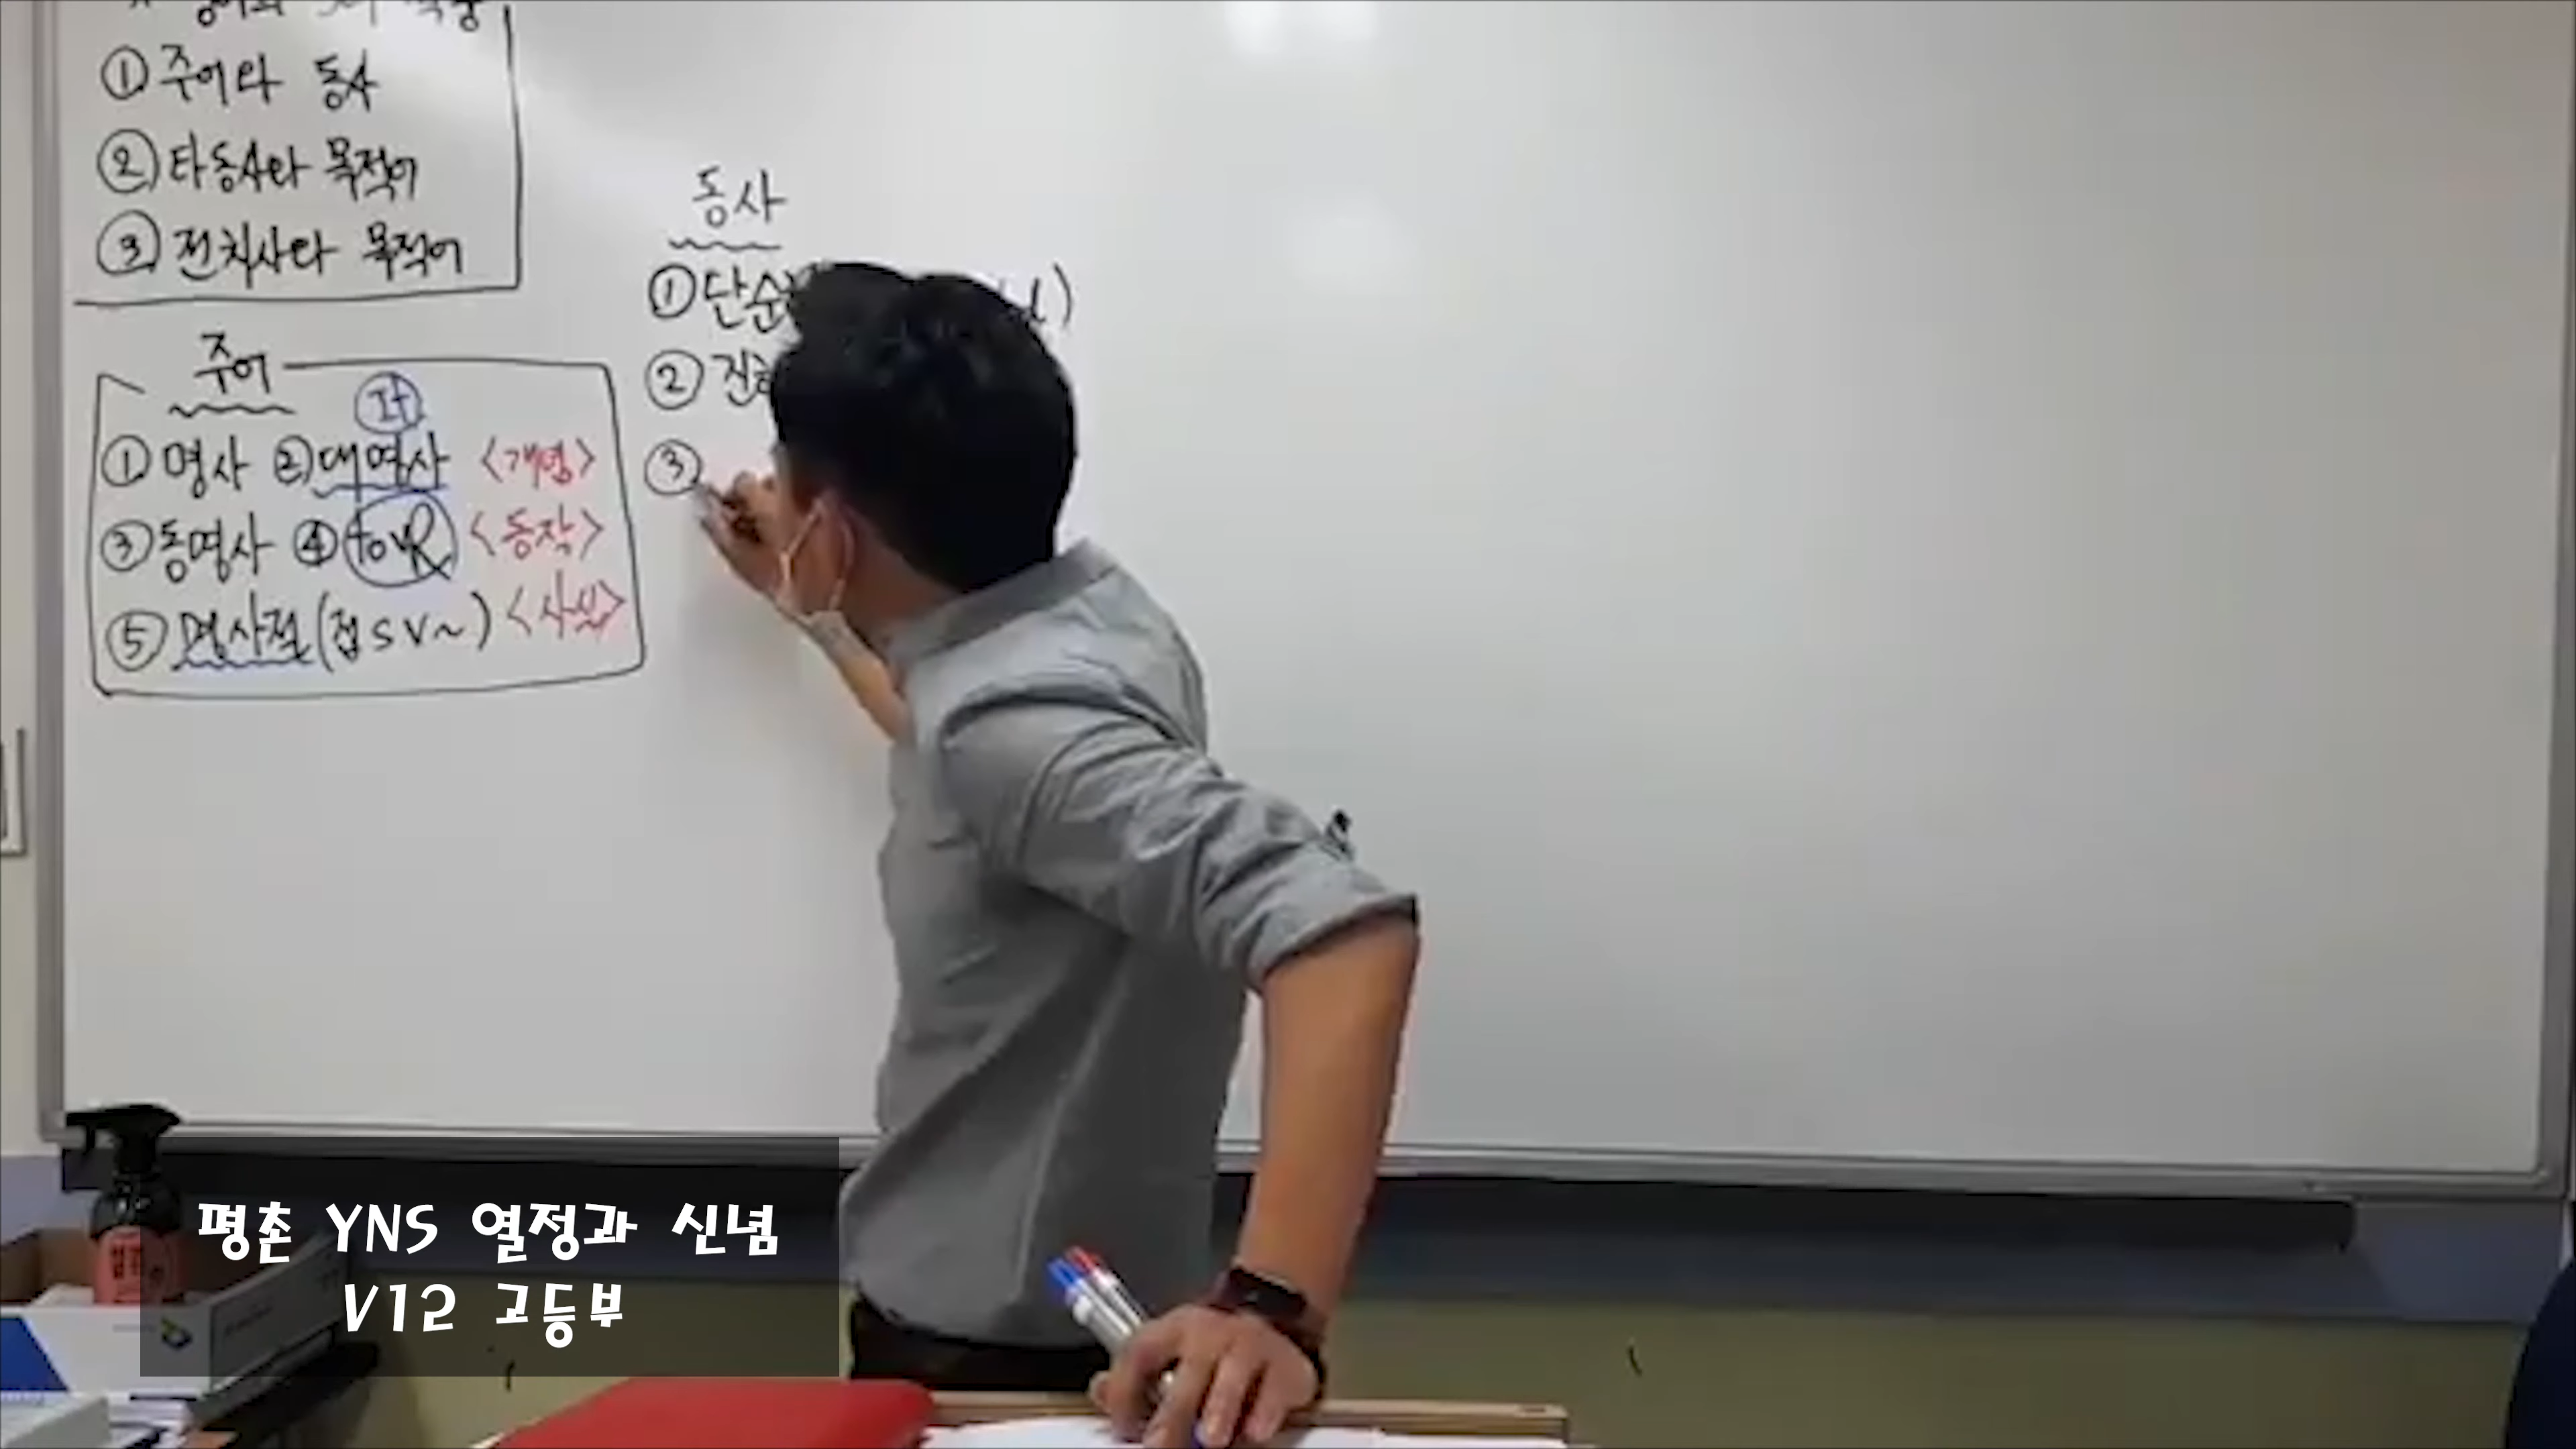 ① 주어와 동사
② 타동사와 목적어
③ 전치사와 목적어
주어
① 명사 ② 대명사 <개명>
③ 동명사 ④ to VR <동작>
⑤ 명사절 (접 S V ~) <사실>
동사
① 단순
②
③
평촌 YNS 열정과 신념
V12 고등부